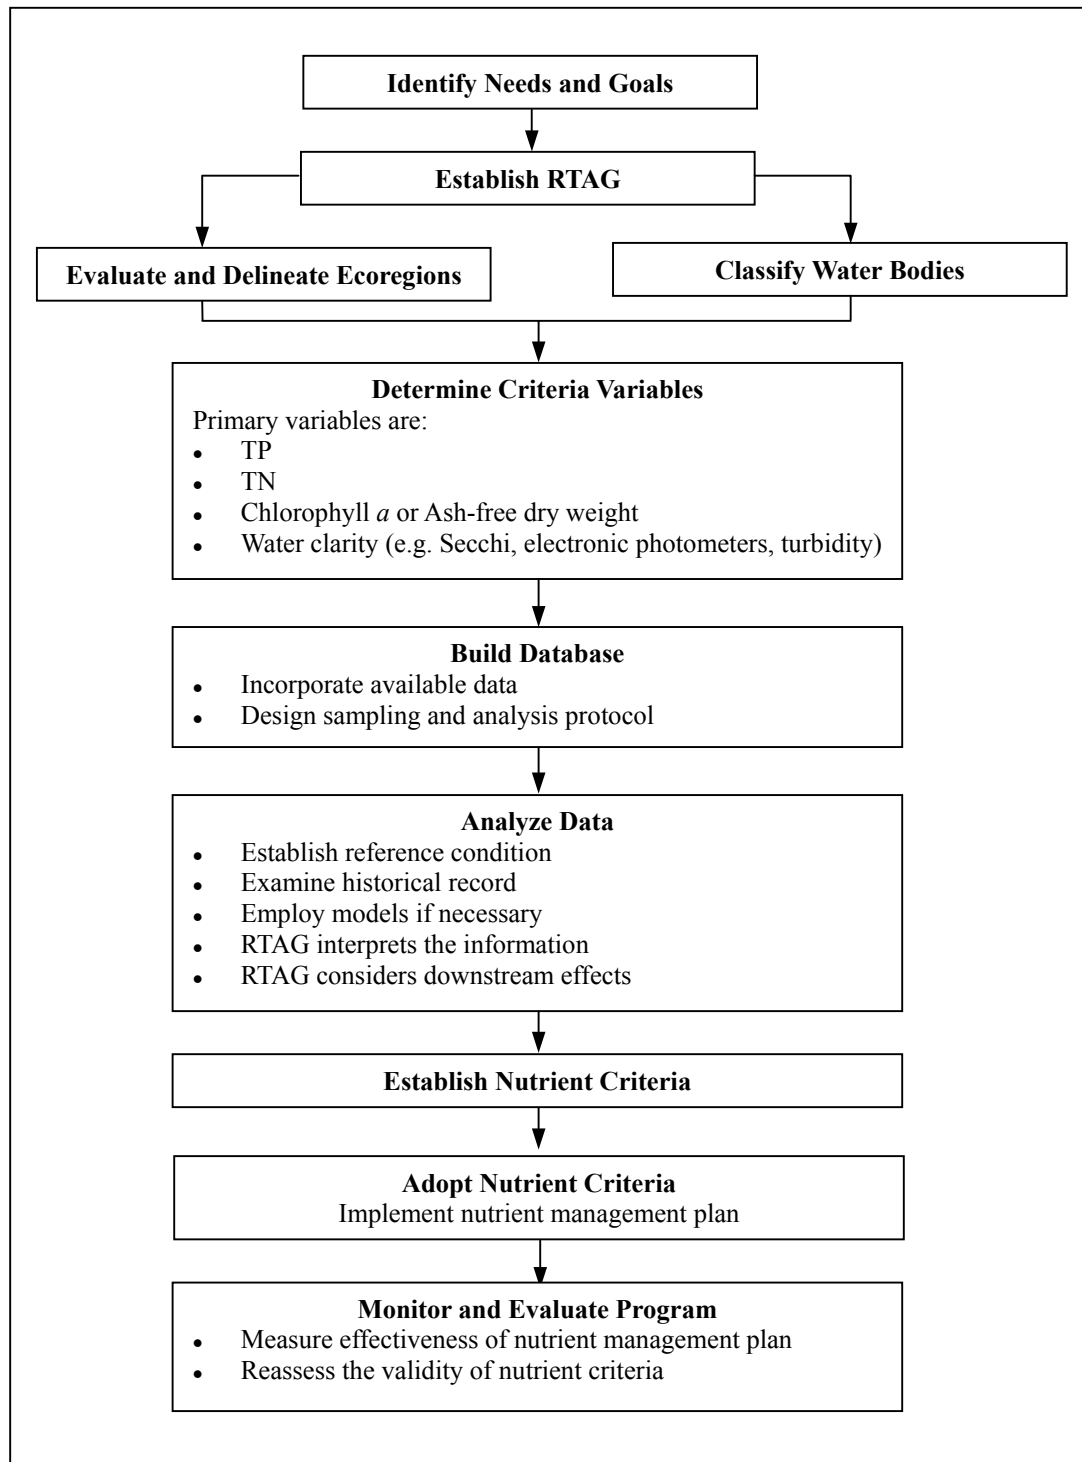 Identify Needs and Goals
Establish RTAG
Evaluate and Delineate Ecoregions
Classify Water Bodies
Determine Criteria Variables
Primary variables are:
• TP
• TN
• Chlorophyll a or Ash-free dry weight
• Water clarity (e.g. Secchi, electronic photometers, turbidity)
Build Database
• Incorporate available data
• Design sampling and analysis protocol
Analyze Data
• Establish reference condition
• Examine historical record
• Employ models if necessary
• RTAG interprets the information
• RTAG considers downstream effects
Establish Nutrient Criteria
Adopt Nutrient Criteria
Implement nutrient management plan
Monitor and Evaluate Program
• Measure effectiveness of nutrient management plan
• Reassess the validity of nutrient criteria